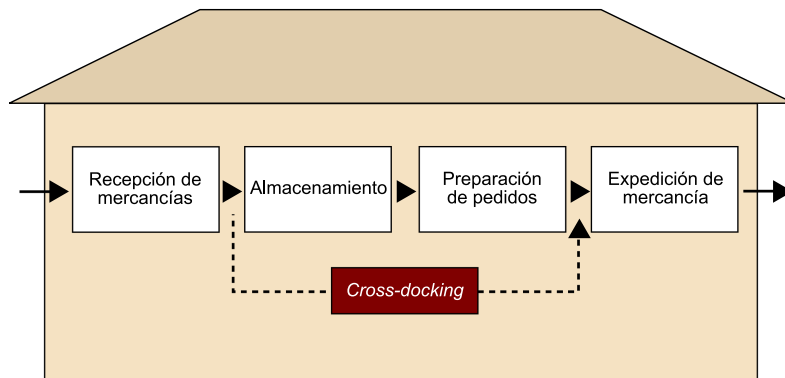 Recepción de
mercancías
Almacenamiento
Preparación
de pedidos
Expedición de
mercancía
Cross-docking